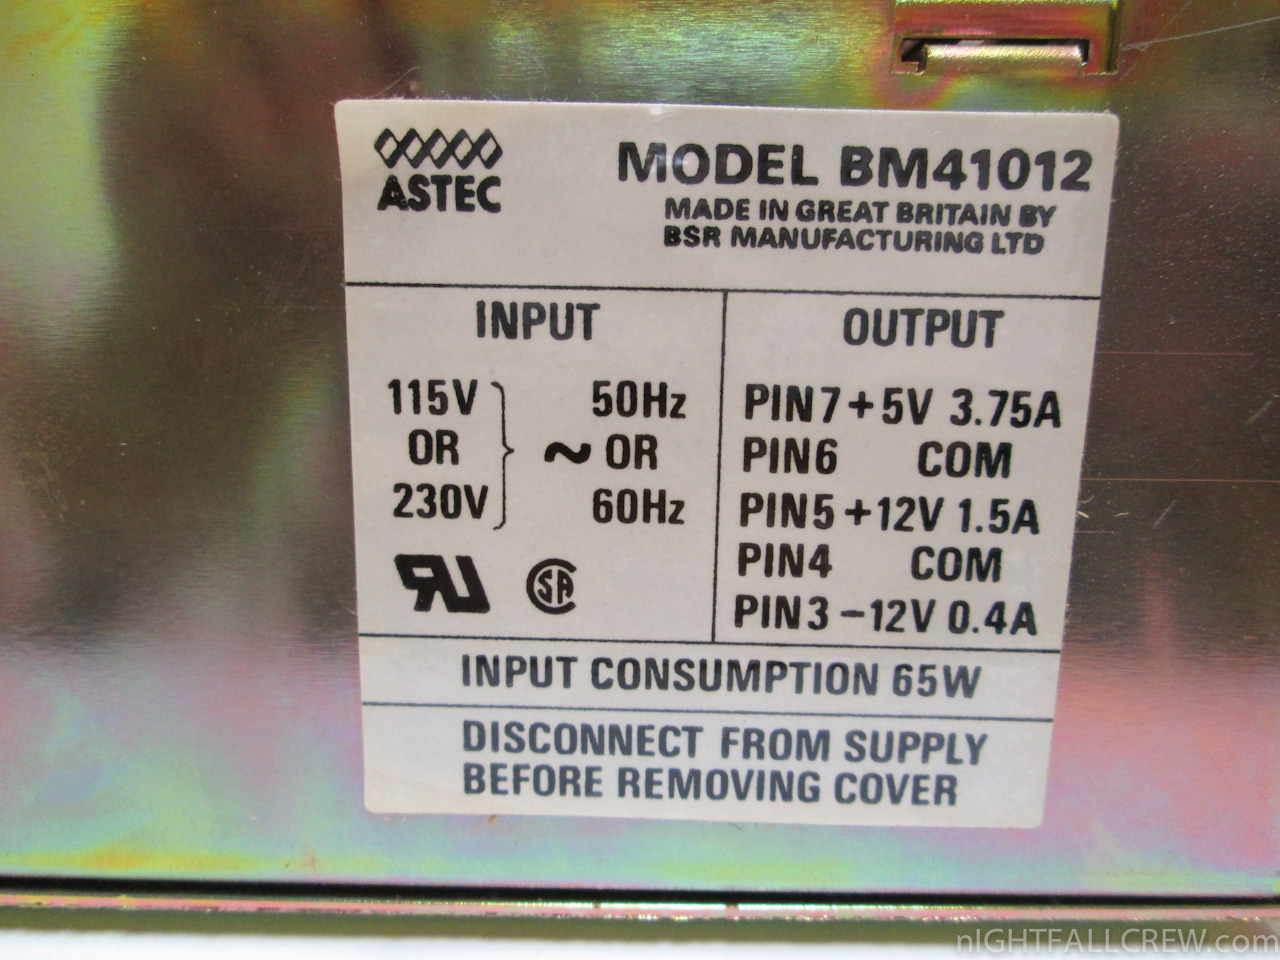 ASTEC
MODEL BM41012
MADE IN GREAT BRITAIN BY
BSR MANUFACTURING LTD
INPUT
115V 50Hz
OR ~ OR
230V 60Hz
OUTPUT
PIN7 +5V 3.75A
PIN6 COM
PIN5 +12V 1.5A
PIN4 COM
PIN3 -12V 0.4A
INPUT CONSUMPTION 65W
DISCONNECT FROM SUPPLY
BEFORE REMOVING COVER
nIGHTFALLCREW.com